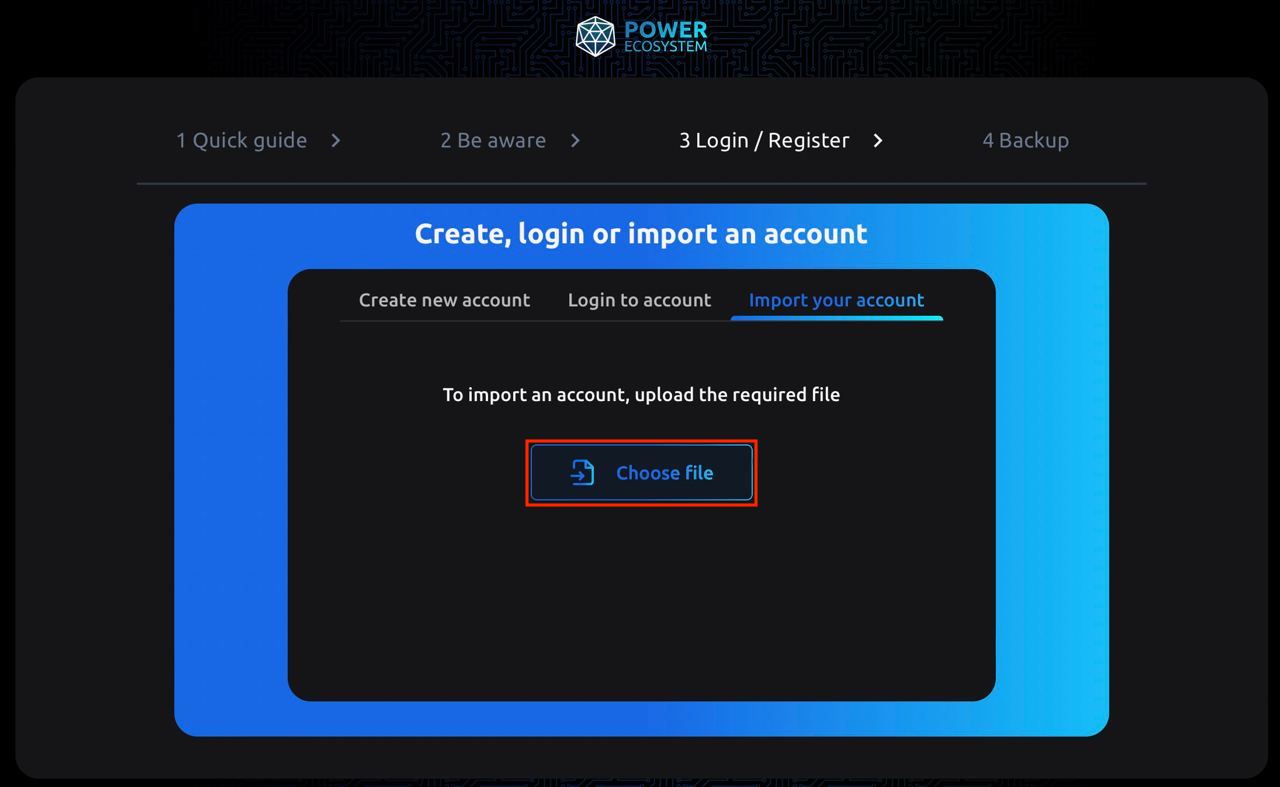 POWER
ECOSYSTEM
1 Quick guide
2 Be aware
3 Login / Register
4 Backup
Create, login or import an account
Create new account
Login to account
Import your account
To import an account, upload the required file
Choose file